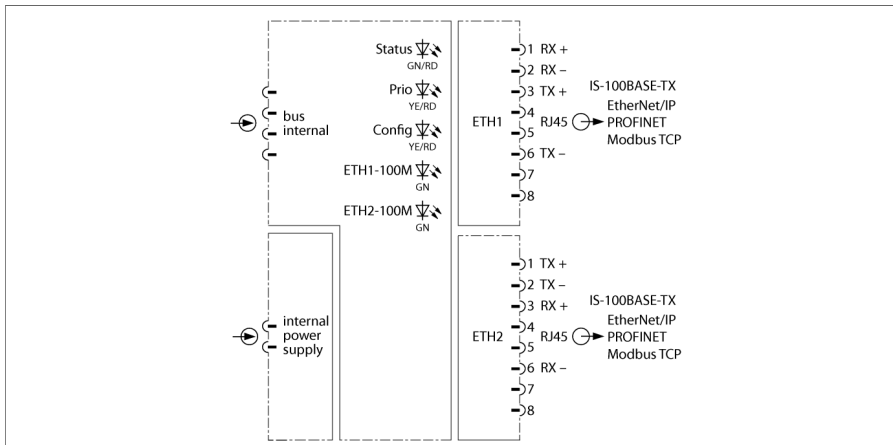 Status
GN/RD
Prio
YE/RD
Config
YE/RD
ETH1-100M
GN
ETH2-100M
GN
bus
internal
internal
power
supply
ETH1
1 RX +
2 RX –
3 TX +
4
5
6 TX –
7
8
RJ45
IS-100BASE-TX
EtherNet/IP
PROFINET
Modbus TCP
ETH2
1 TX +
2 TX –
3 RX +
4
5
6 RX –
7
8
RJ45
IS-100BASE-TX
EtherNet/IP
PROFINET
Modbus TCP